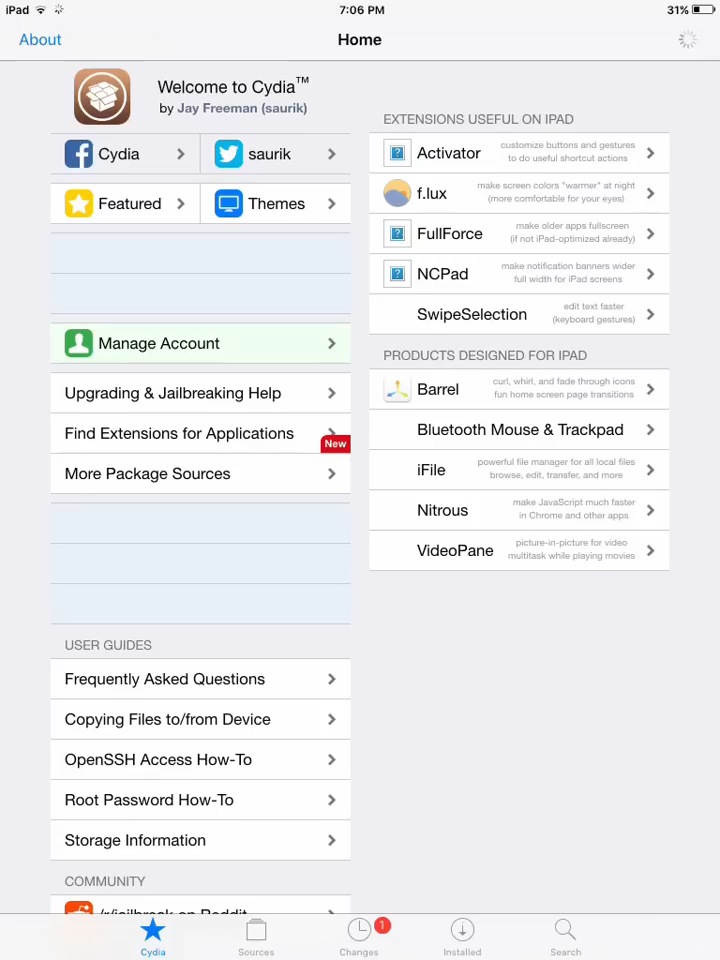 iPad 7:06 PM 31%
About Home
Welcome to Cydia™
by Jay Freeman (saurik)
Cydia
saurik
Featured
Themes
Manage Account
Upgrading & Jailbreaking Help
Find Extensions for Applications
New
More Package Sources
USER GUIDES
Frequently Asked Questions
Copying Files to/from Device
OpenSSH Access How-To
Root Password How-To
Storage Information
COMMUNITY
/r/jailbreak on Reddit
EXTENSIONS USEFUL ON IPAD
Activator
customize buttons and gestures
to do useful shortcut actions
f.lux
make screen colors "warmer" at night
(more comfortable for your eyes)
FullForce
make older apps fullscreen
(if not iPad-optimized already)
NCPad
make notification banners wider
full width for iPad screens
SwipeSelection
edit text faster
(keyboard gestures)
PRODUCTS DESIGNED FOR IPAD
Barrel
curl, whirl, and fade through icons
fun home screen page transitions
Bluetooth Mouse & Trackpad
iFile
powerful file manager for all local files
browse, edit, transfer, and more
Nitrous
make JavaScript much faster
in Chrome and other apps
VideoPane
picture-in-picture for video
multitask while playing movies
1
Cydia Sources Changes Installed Search